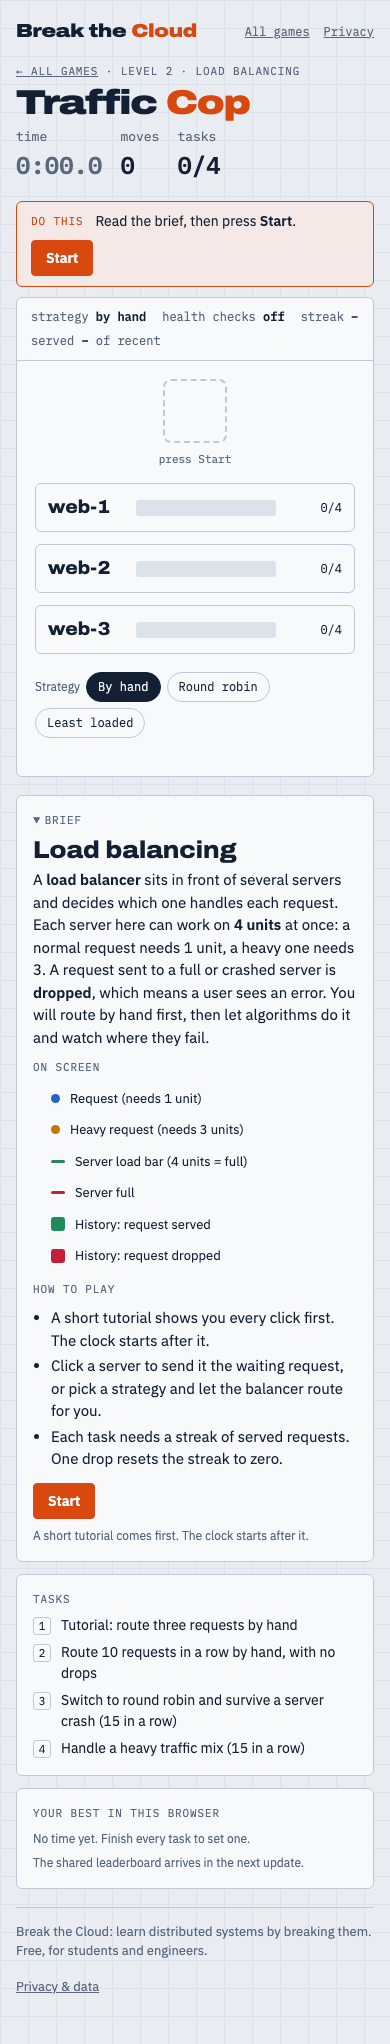 Break the Cloud All games Privacy
← ALL GAMES · LEVEL 2 · LOAD BALANCING
Traffic Cop
time moves tasks
0:00.0 0 0/4
DO THIS Read the brief, then press Start.
Start
strategy by hand health checks off streak –
served – of recent
press Start
web-1 0/4
web-2 0/4
web-3 0/4
Strategy By hand Round robin
Least loaded
▼ BRIEF
Load balancing
A load balancer sits in front of several servers
and decides which one handles each request.
Each server here can work on 4 units at once: a
normal request needs 1 unit, a heavy one needs
3. A request sent to a full or crashed server is
dropped, which means a user sees an error. You
will route by hand first, then let algorithms do it
and watch where they fail.
ON SCREEN
Request (needs 1 unit)
Heavy request (needs 3 units)
Server load bar (4 units = full)
Server full
History: request served
History: request dropped
HOW TO PLAY
• A short tutorial shows you every click first.
The clock starts after it.
• Click a server to send it the waiting request,
or pick a strategy and let the balancer route
for you.
• Each task needs a streak of served requests.
One drop resets the streak to zero.
Start
A short tutorial comes first. The clock starts after it.
TASKS
1 Tutorial: route three requests by hand
2 Route 10 requests in a row by hand, with no
drops
3 Switch to round robin and survive a server
crash (15 in a row)
4 Handle a heavy traffic mix (15 in a row)
YOUR BEST IN THIS BROWSER
No time yet. Finish every task to set one.
The shared leaderboard arrives in the next update.
Break the Cloud: learn distributed systems by breaking them.
Free, for students and engineers.
Privacy & data